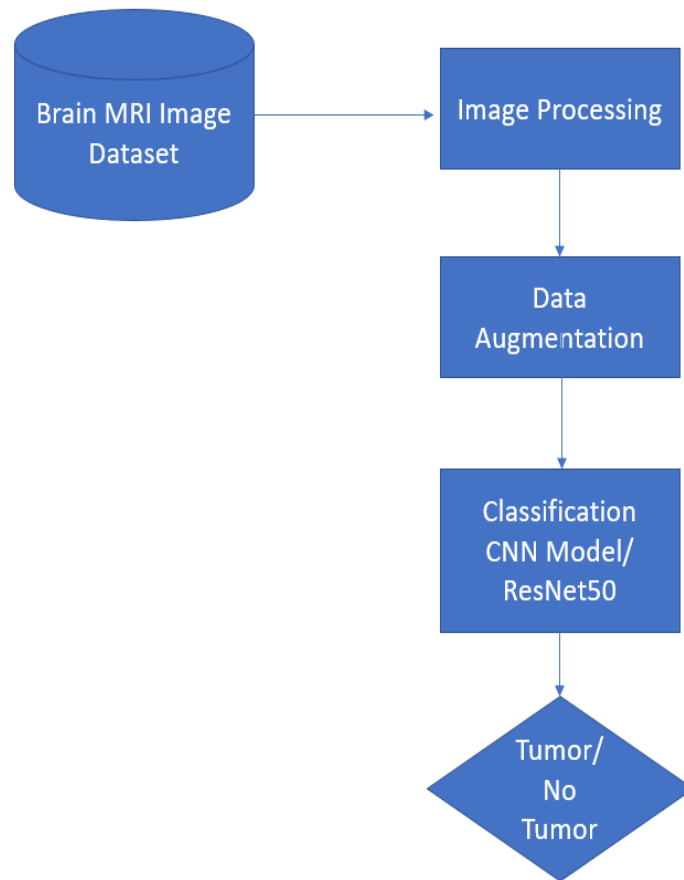 Brain MRI Image
Dataset
Image Processing
Data
Augmentation
Classification
CNN Model/
ResNet50
Tumor/
No
Tumor